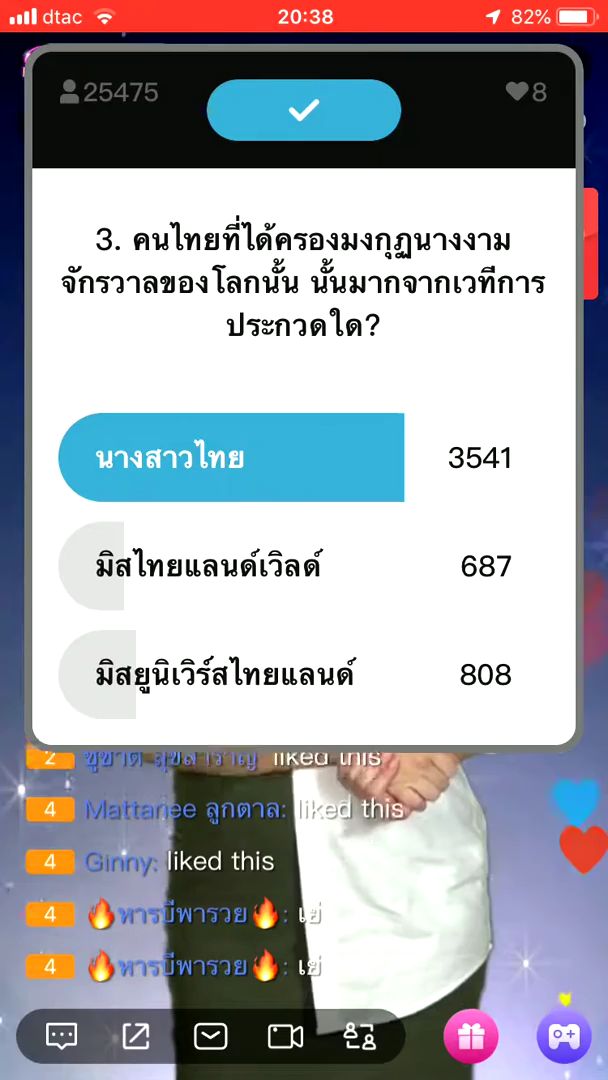 dtac 20:38 82%
25475 8
3. คนไทยที่ได้ครองมงกุฏนางงาม
จักรวาลของโลกนั้น นั้นมากจากเวทีการ
ประกวดใด?
นางสาวไทย 3541
มิสไทยแลนด์เวิลด์ 687
มิสยูนิเวิร์สไทยแลนด์ 808
2 liked this
4 Mattanee ลูกตาล: liked this
4 Ginny: liked this
4 🔥หารบีพารวย🔥: เย่
4 🔥หารบีพารวย🔥: เย่